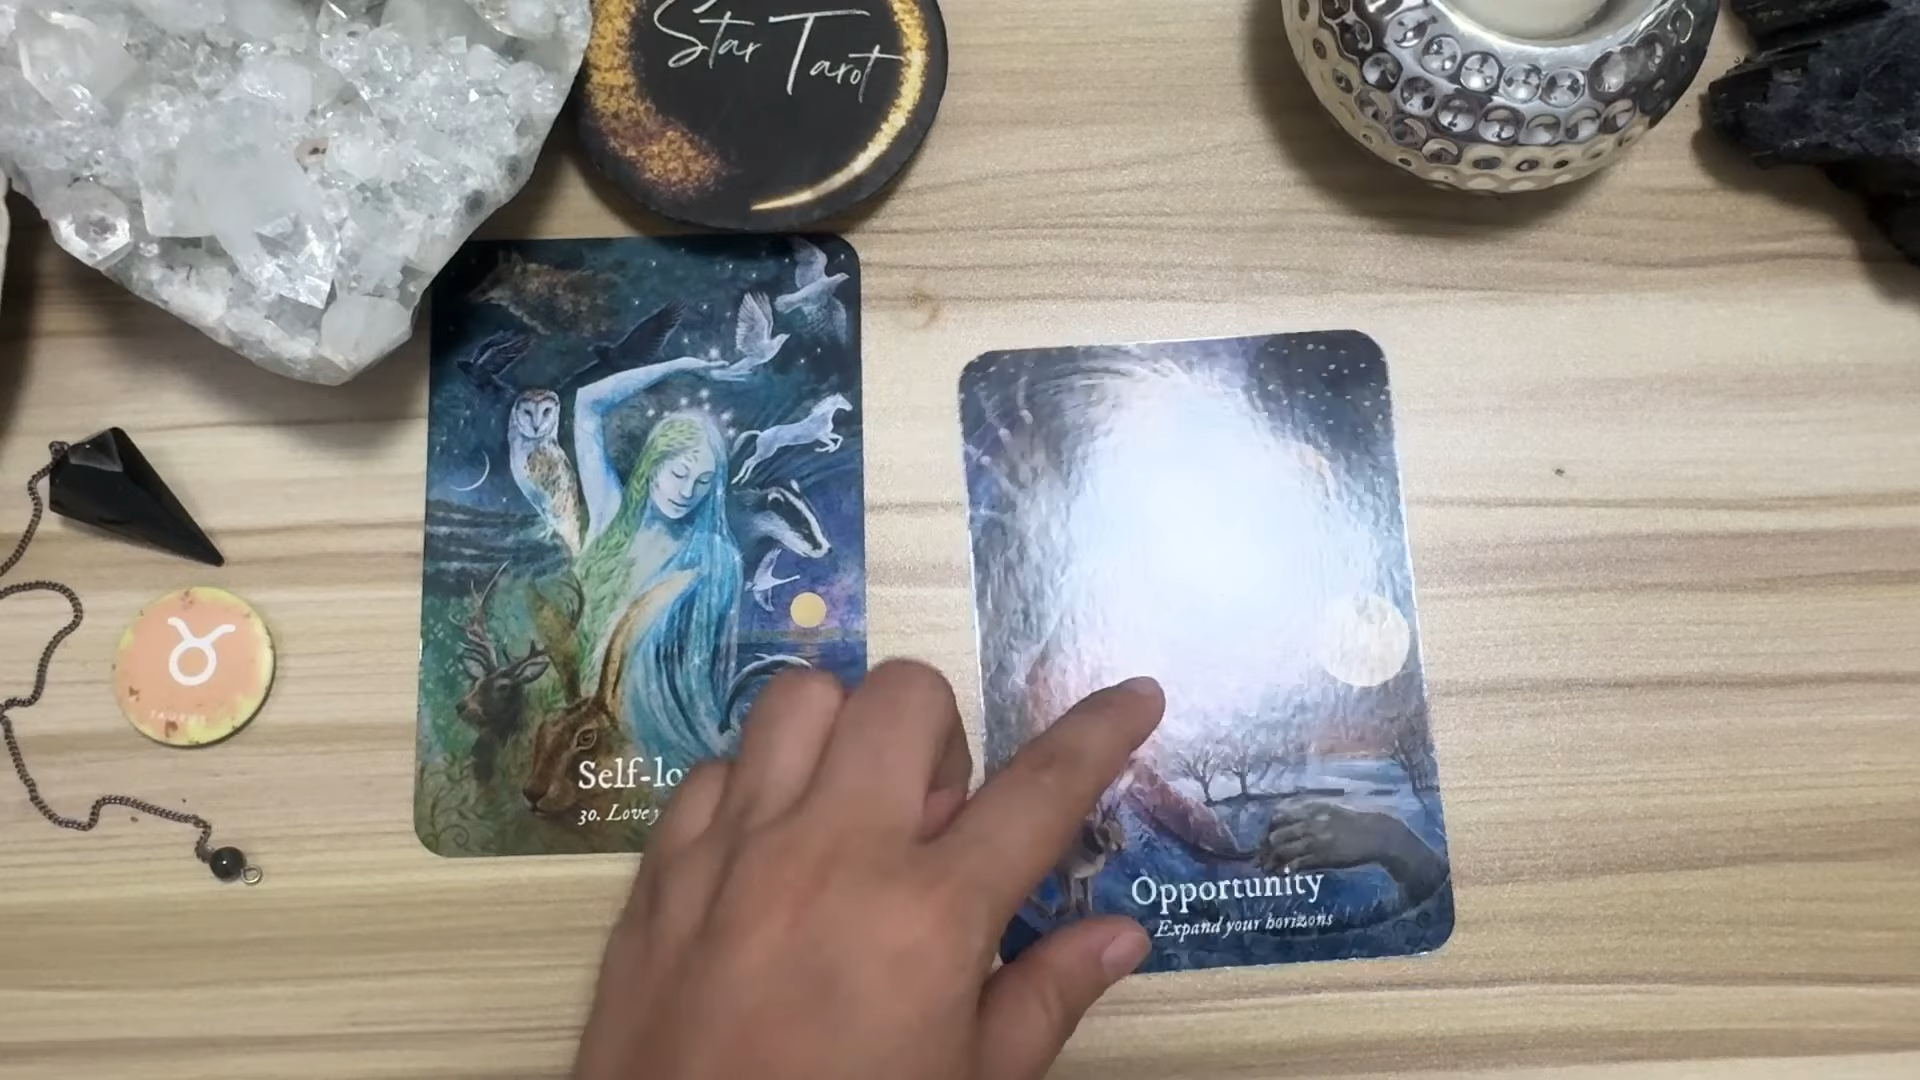 Star Tarot
Self-lo
30. Love y
Opportunity
Expand your horizons